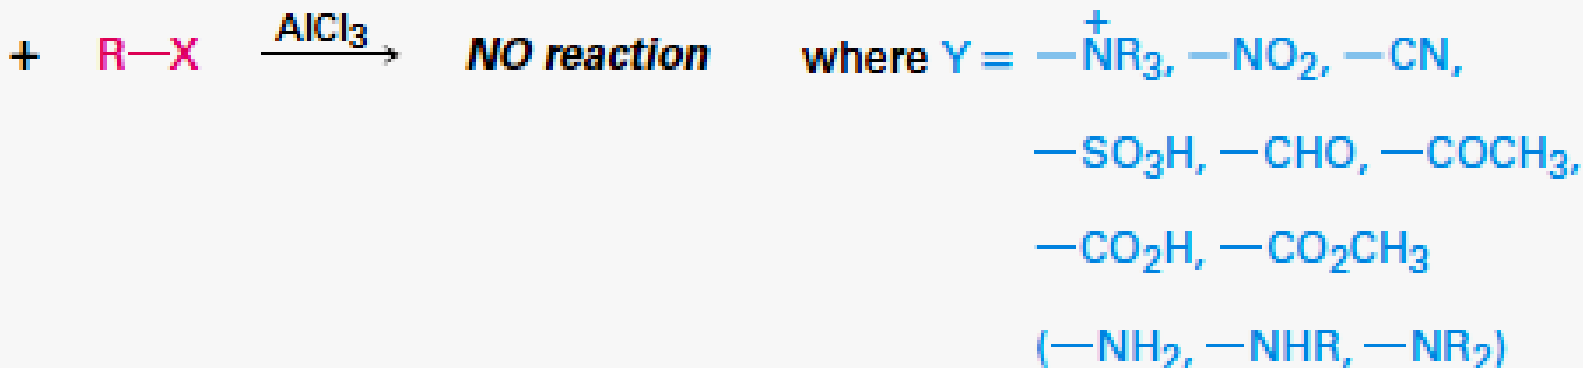 + R—X AlCl₃ NO reaction where Y = —N⁺R₃, —NO₂, —CN,
—SO₃H, —CHO, —COCH₃,
—CO₂H, —CO₂CH₃
(—NH₂, —NHR, —NR₂)